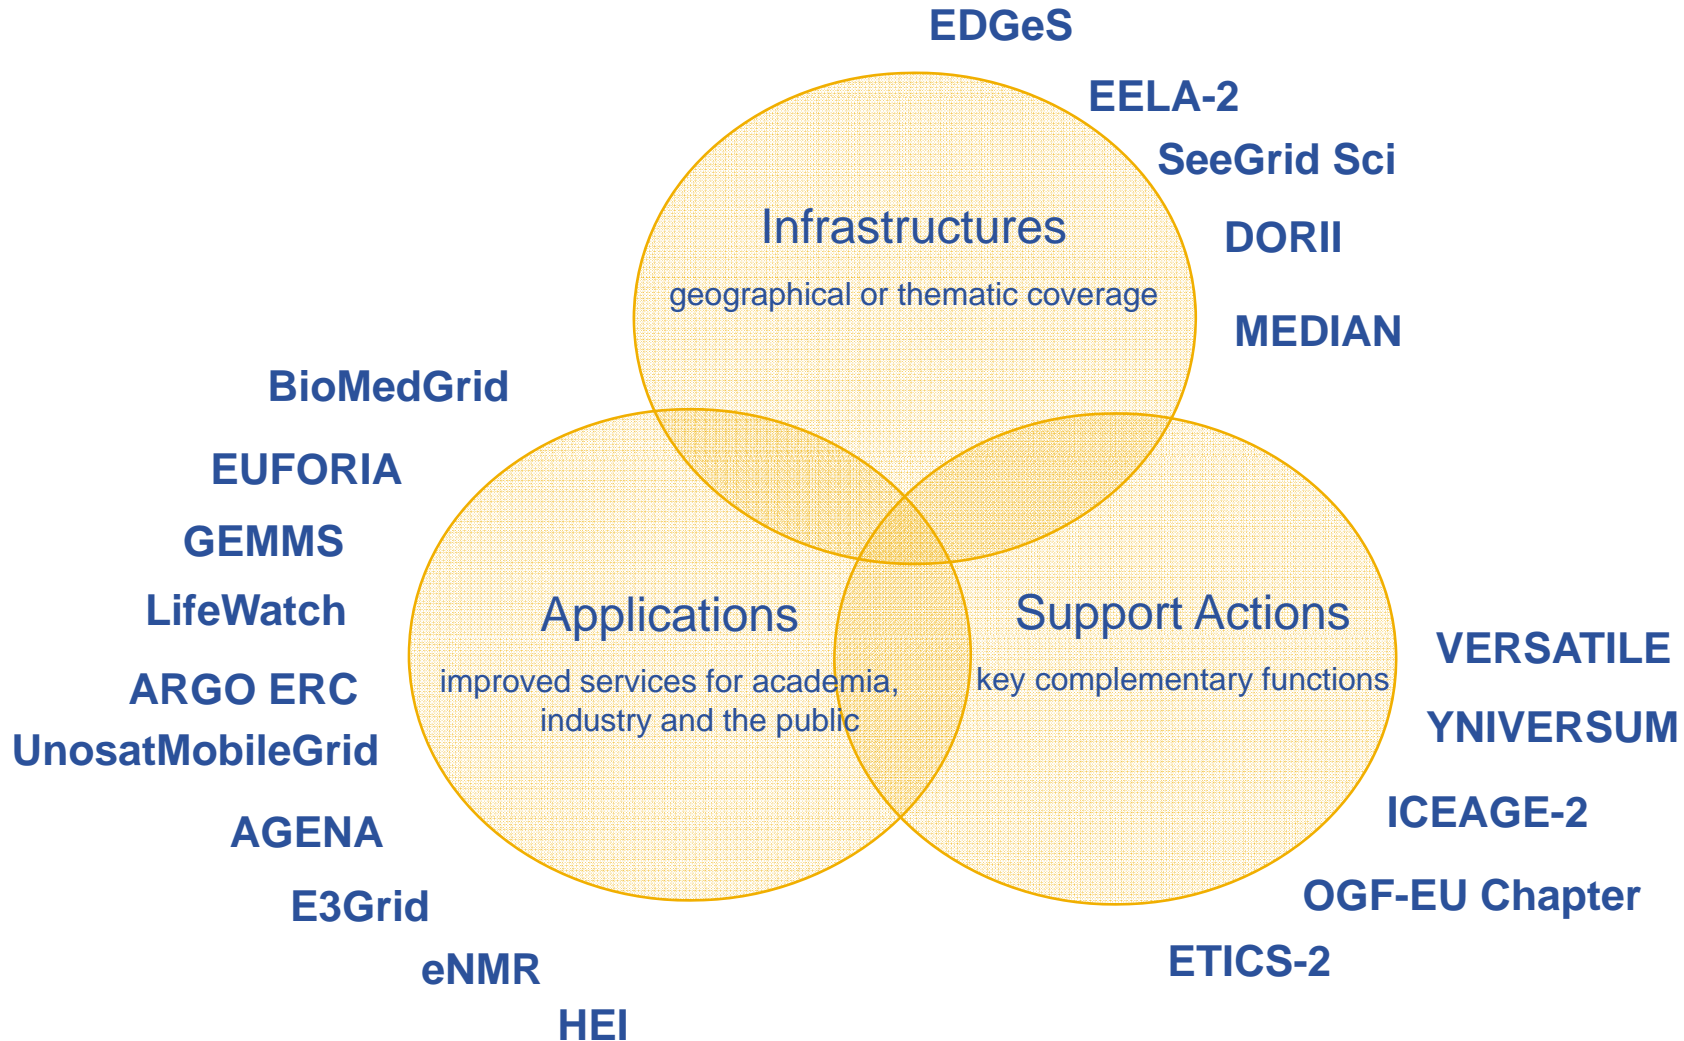 EDGeS
EELA-2
SeeGrid Sci
Infrastructures
DORII
geographical or thematic coverage
MEDIAN
BioMedGrid
EUFORIA
GEMMS
LifeWatch
ARGO ERC
UnosatMobileGrid
AGENA
E3Grid
eNMR
HEI
Applications
improved services for academia,
industry and the public
Support Actions
key complementary functions
VERSATILE
YNIVERSUM
ICEAGE-2
OGF-EU Chapter
ETICS-2